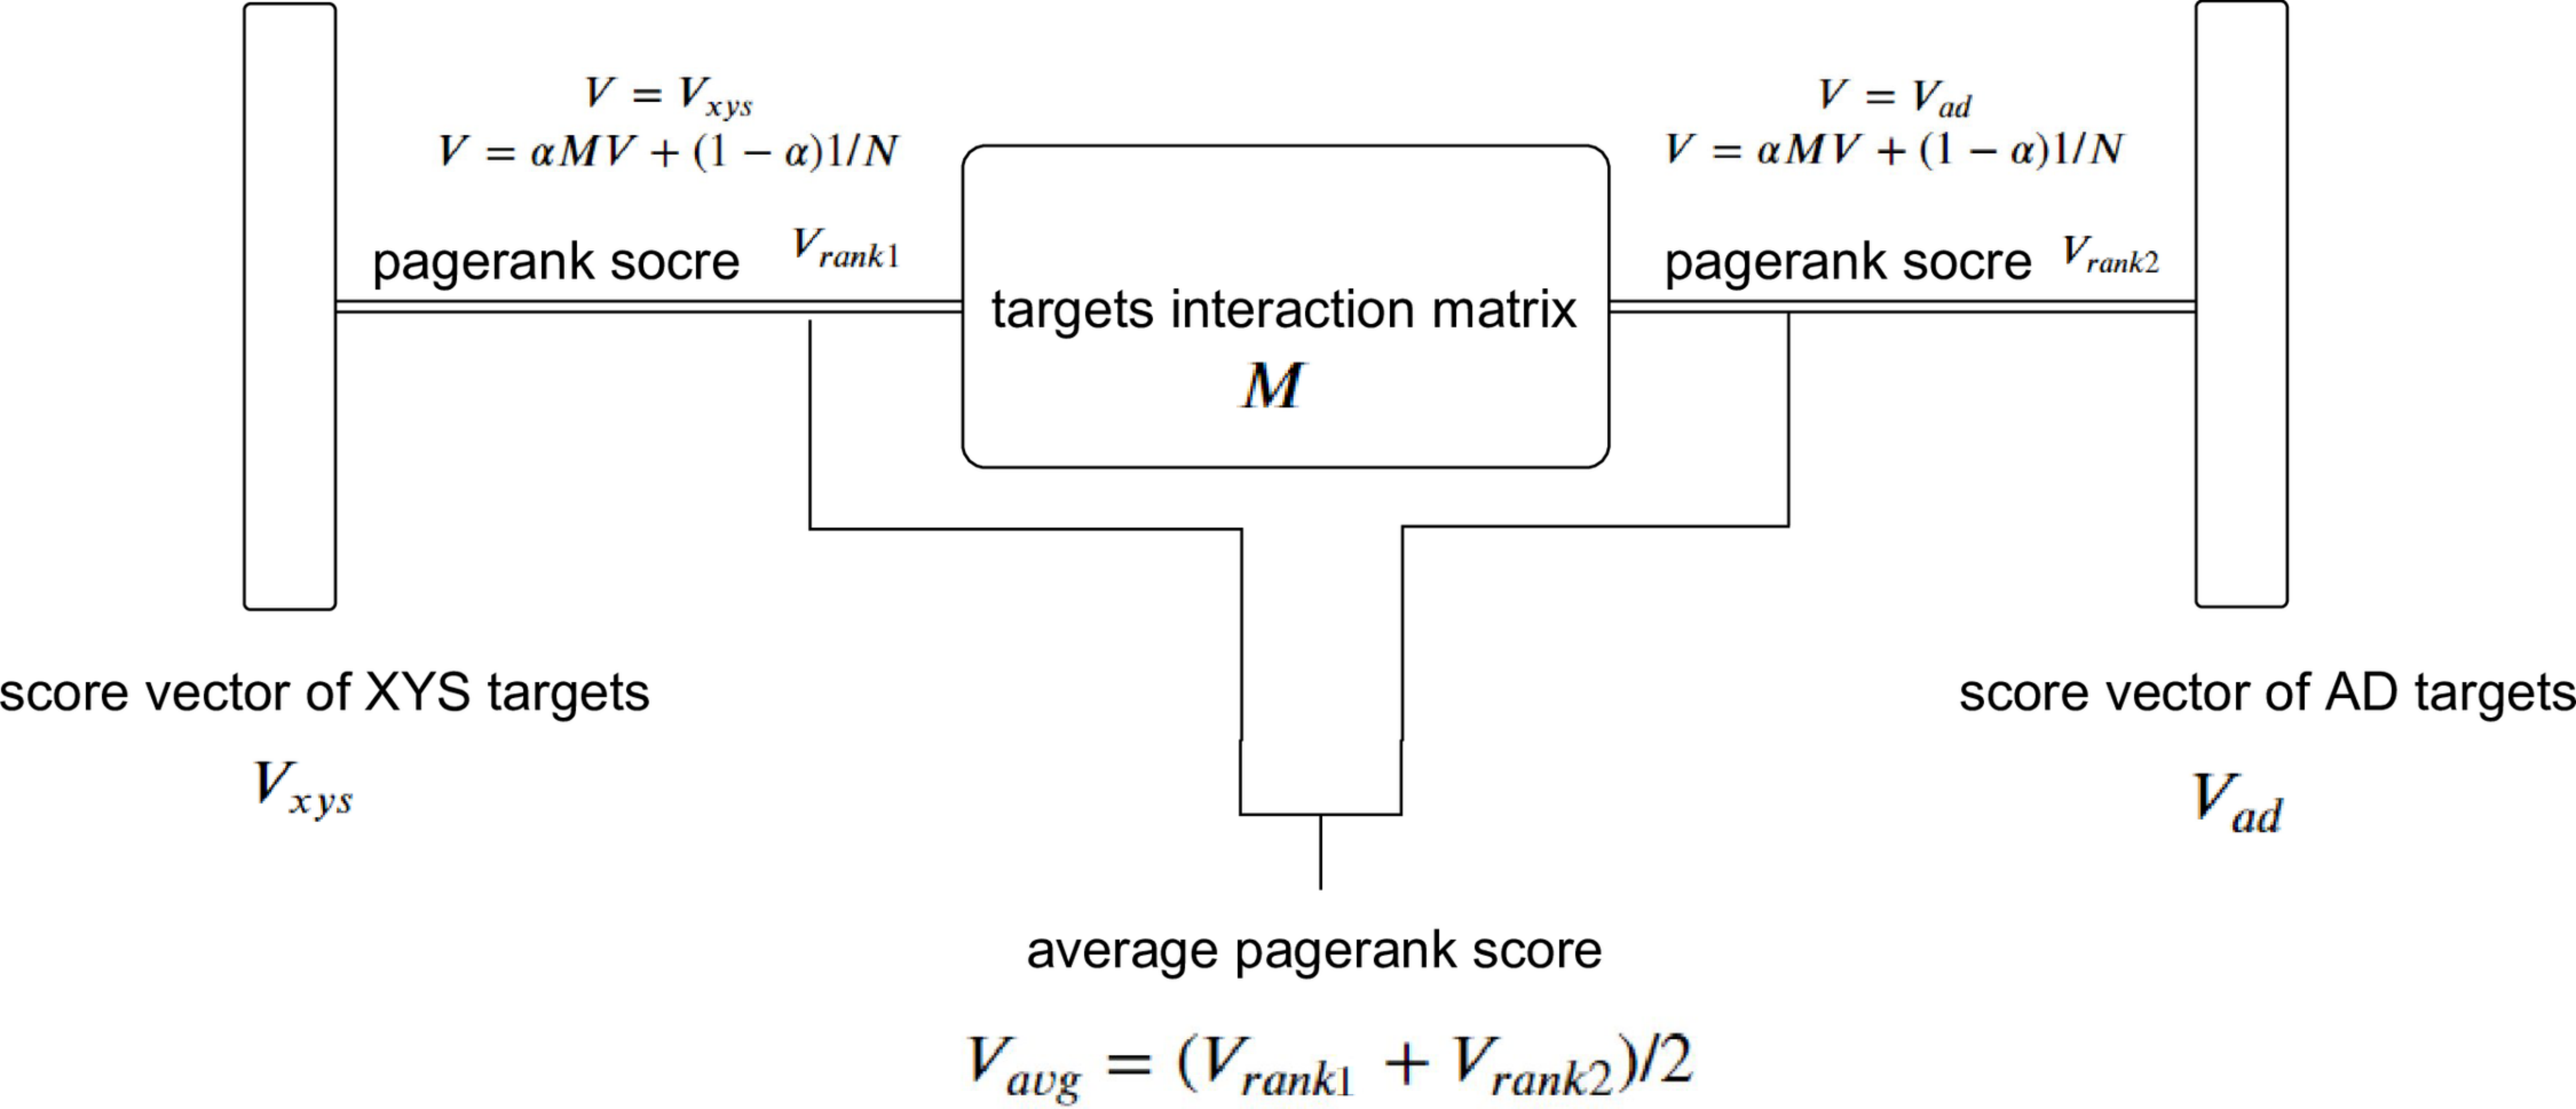 V = V_xys
V = αMV + (1 − α)1/N
pagerank socre V_rank1
V = V_ad
V = αMV + (1 − α)1/N
pagerank socre V_rank2
targets interaction matrix
M
score vector of XYS targets
V_xys
score vector of AD targets
V_ad
average pagerank score
V_avg = (V_rank1 + V_rank2)/2